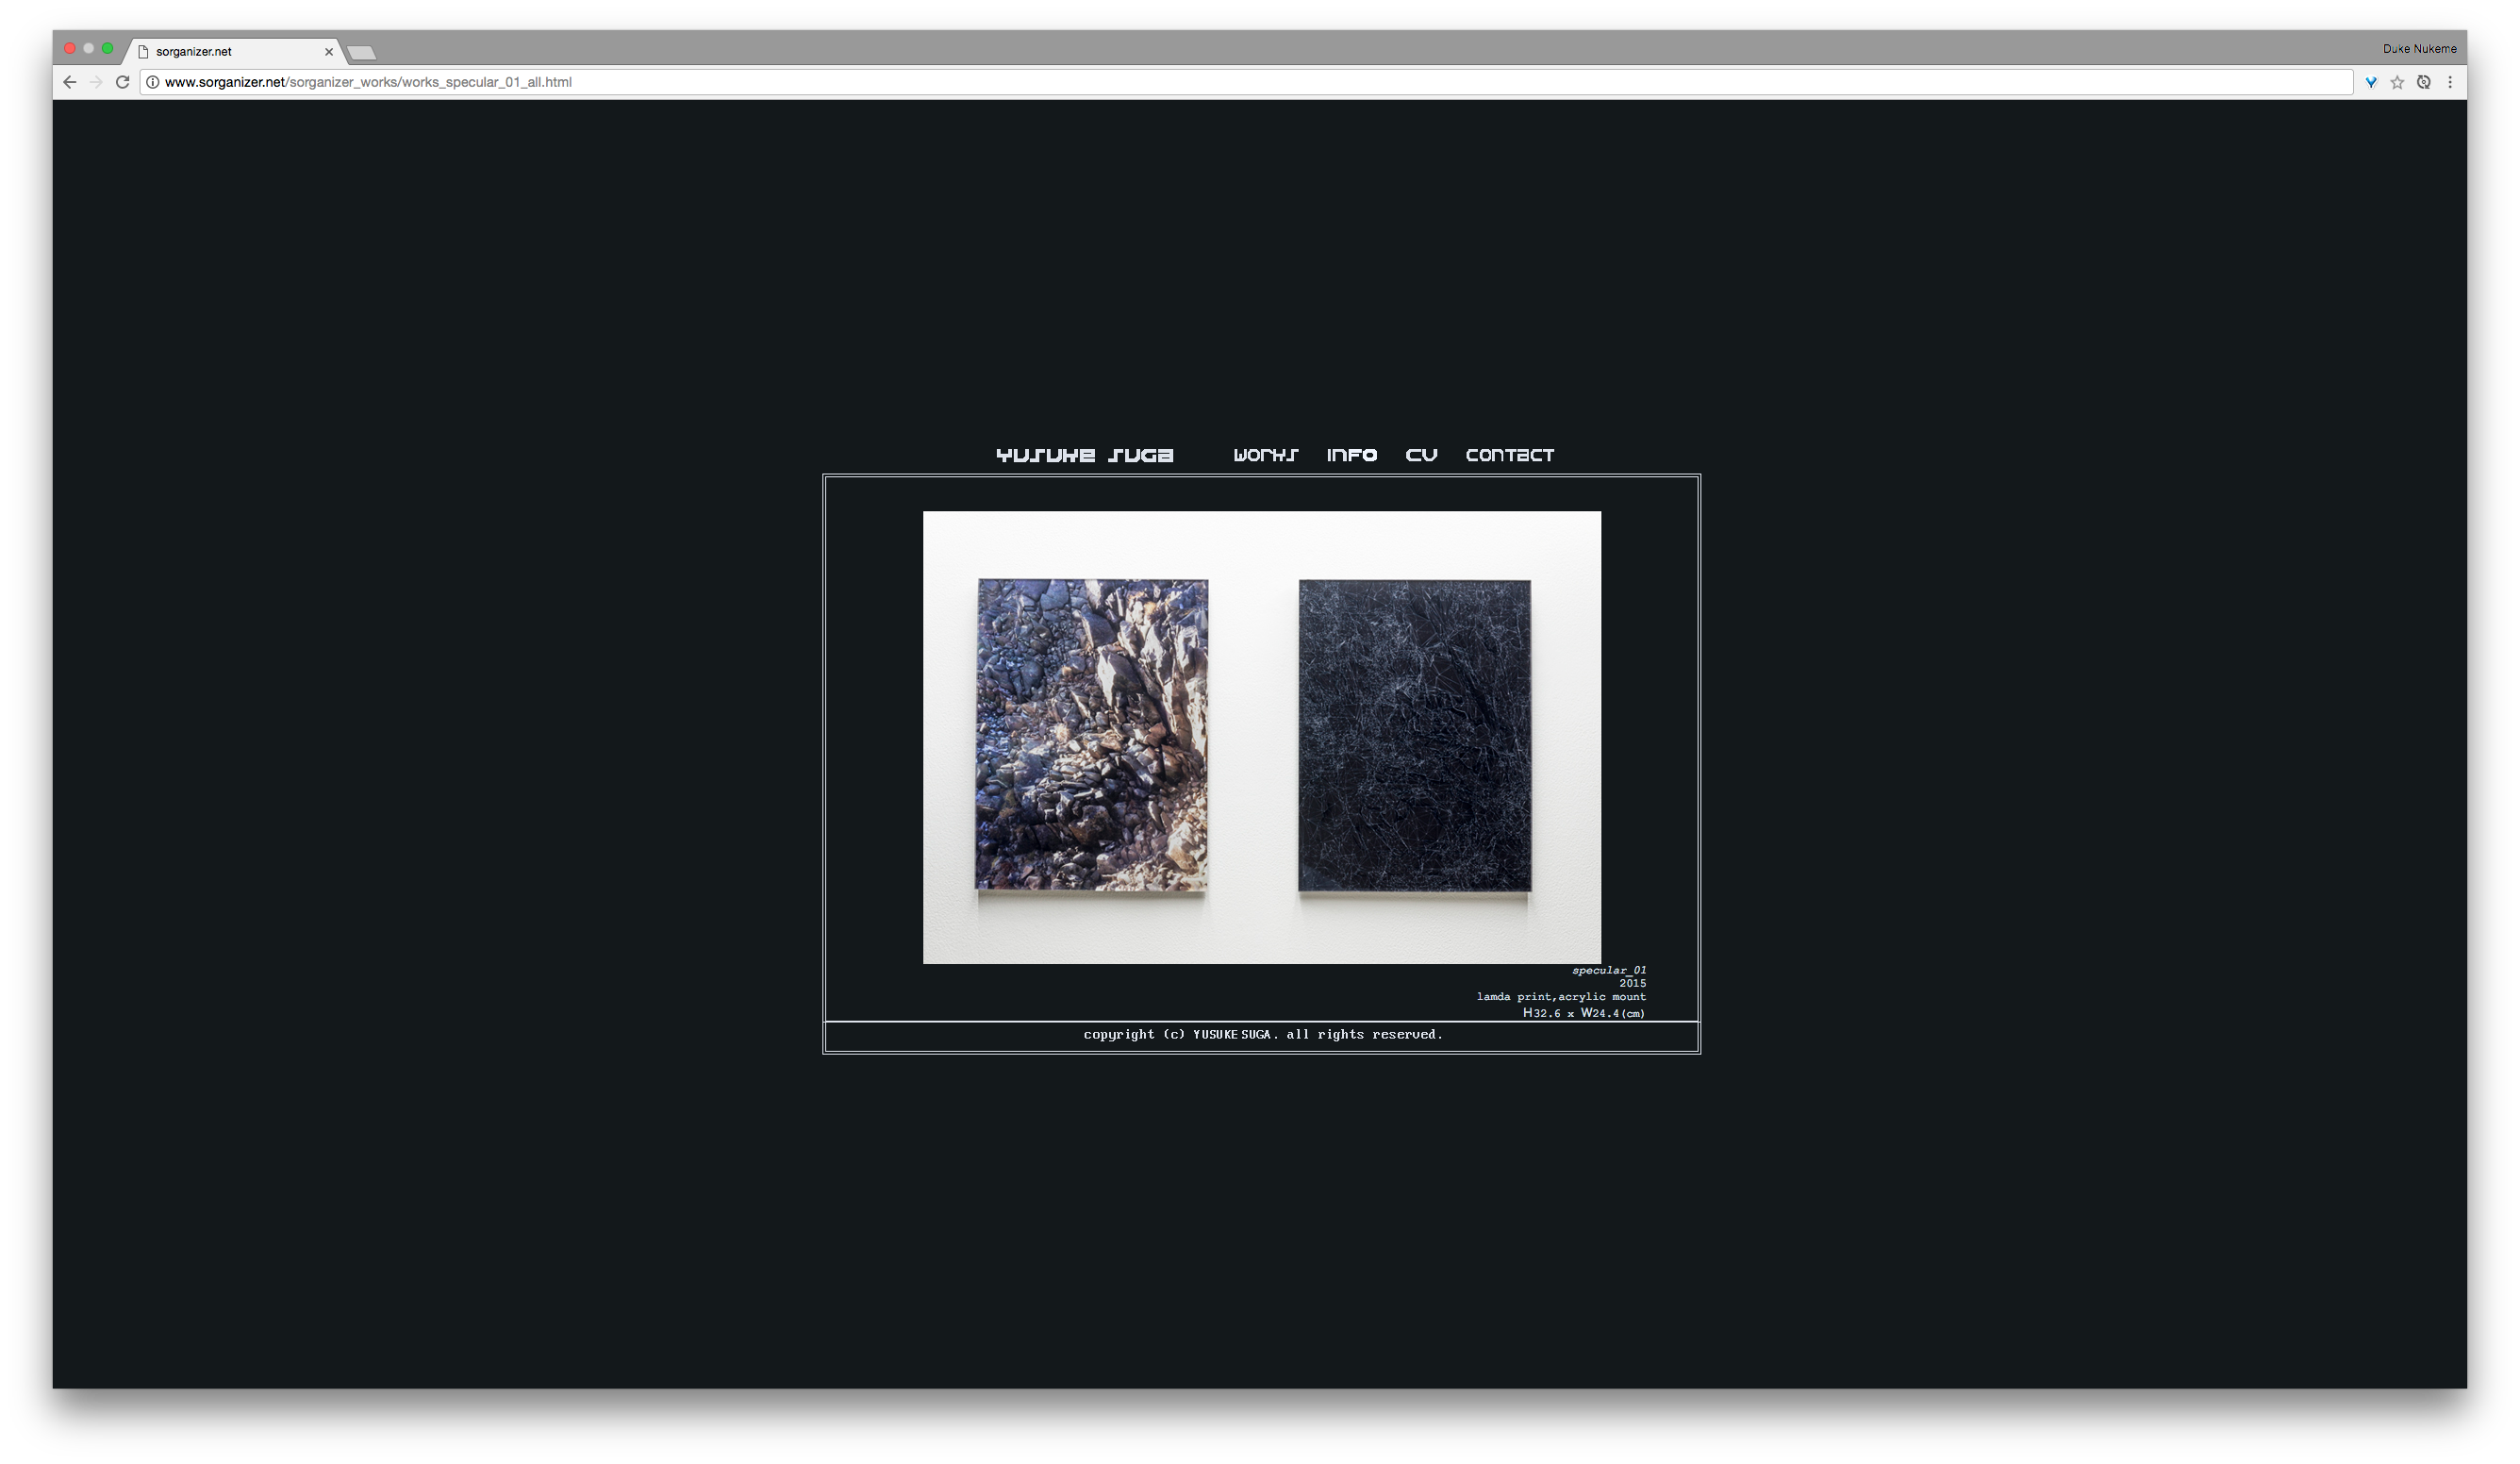 sorganizer.net
Duke Nukeme
www.sorganizer.net/sorganizer_works/works_specular_01_all.html
YUSUKE SUGA WORKS INFO CV CONTACT
specular_01
2015
lamda print,acrylic mount
H32.6 x W24.4(cm)
copyright (c) YUSUKE SUGA. all rights reserved.